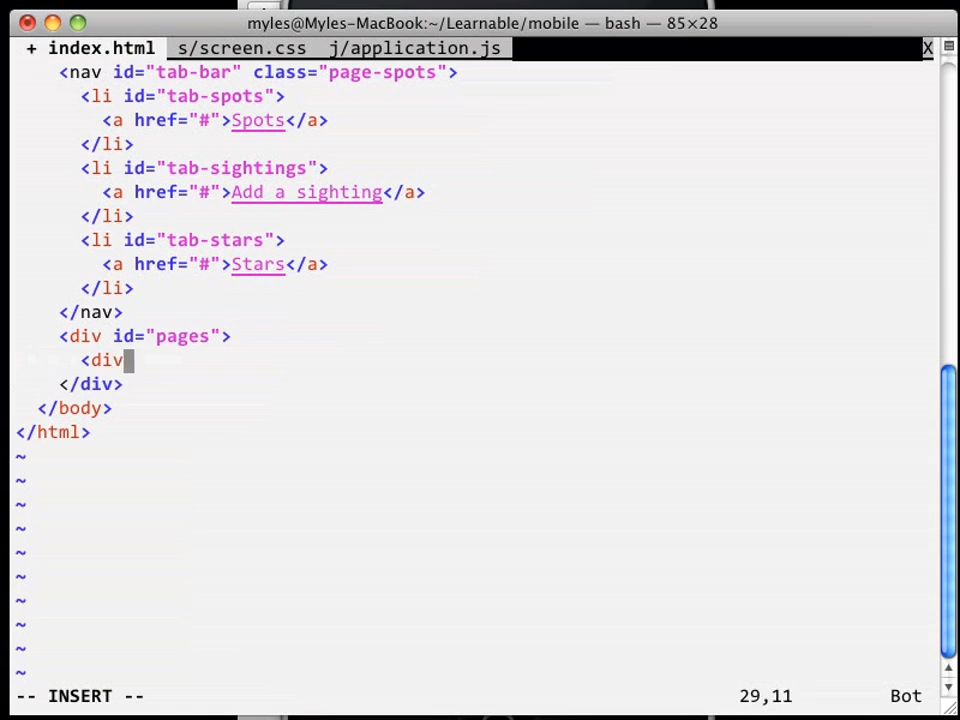 myles@Myles-MacBook:~/Learnable/mobile — bash — 85×28
+ index.html  s/screen.css  j/application.js X
<nav id="tab-bar" class="page-spots">
<li id="tab-spots">
<a href="#">Spots</a>
</li>
<li id="tab-sightings">
<a href="#">Add a sighting</a>
</li>
<li id="tab-stars">
<a href="#">Stars</a>
</li>
</nav>
<div id="pages">
<div
</div>
</body>
</html>
~
~
~
~
~
~
~
~
~
~
-- INSERT -- 29,11 Bot